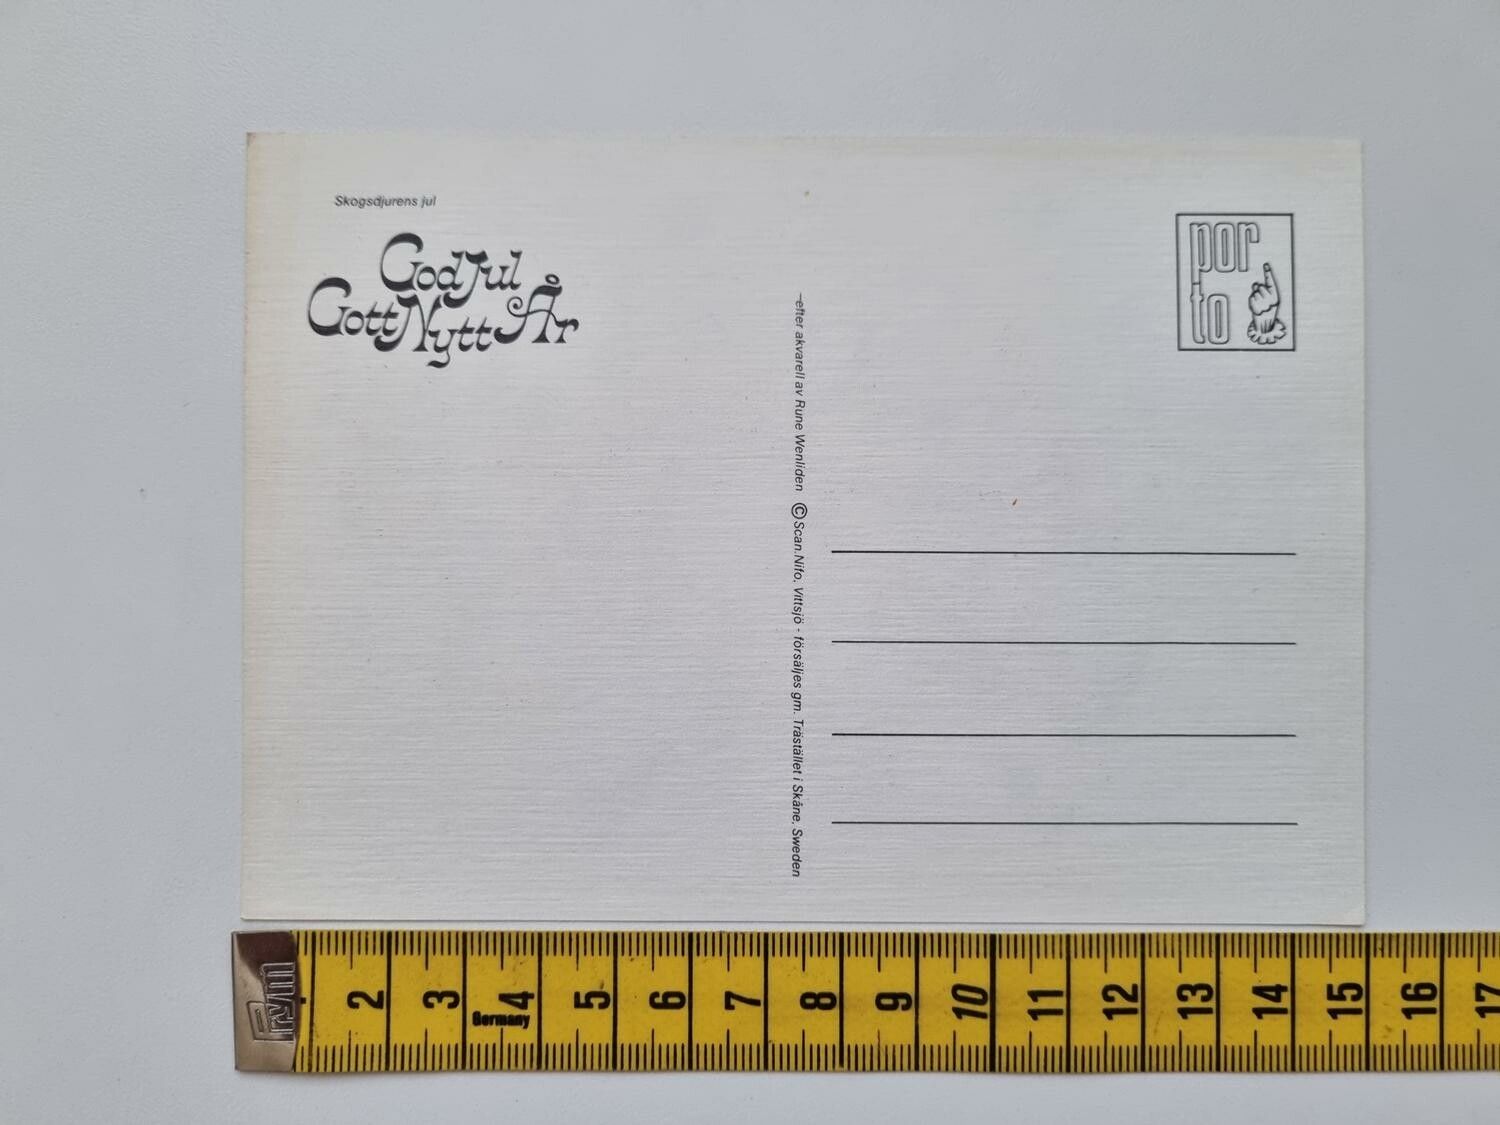 Skogsdjurens jul
God Jul
Gott Nytt År
por
to
–efter akvarell av Rune Wenliden © Scan.Nifo, Vittsjö - försäljes gm. Trästället i Skåne, Sweden
Prym
2 3 4 5 6 7 8 9 10 11 12 13 14 15 16 17
Germany